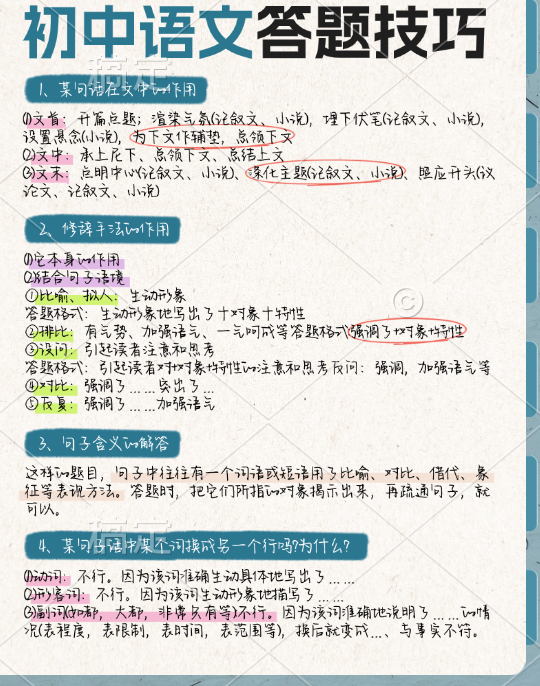 初中语文答题技巧
1、某句话在文中的作用
(1)文首：开篇点题；渲染气氛(记叙文、小说)，埋下伏笔(记叙文、小说)，
设置悬念(小说)，为下文作辅垫，总领下文
(2)文中：承上启下、总领下文、总结上文
(3)文末：点明中心(记叙文、小说)、深化主题(记叙文、小说)、照应开头(议
论文、记叙文、小说)
2、修辞手法的作用
(1)它本身的作用
(2)结合句子语境
①比喻、拟人：生动形象
答题格式：生动形象地写出了+对象+特性
②排比：有气势、加强语气、一气呵成等答题格式强调了+对象+特性
③设问：引起读者注意和思考
答题格式：引起读者对+对象+特性的注意和思考反问：强调，加强语气等
④对比：强调了……突出了…
⑤反复：强调了……加强语气
3、句子含义的解答
这样的题目，句子中往往有一个词语或短语用了比喻、对比、借代、象
征等表现方法。答题时，把它们所指的对象揭示出来，再疏通句子，就
可以。
4、某句子话中某个词换成另一个行吗?为什么?
(1)动词：不行。因为该词准确生动具体地写出了……
(2)形容词：不行。因为该词生动形象地描写了……
(3)副词(如都，大都，非常只有等)不行。因为该词准确地说明了……的情
况(表程度，表限制，表时间，表范围等)，换后就变成…、与事实不符。
稿定
稿定
©